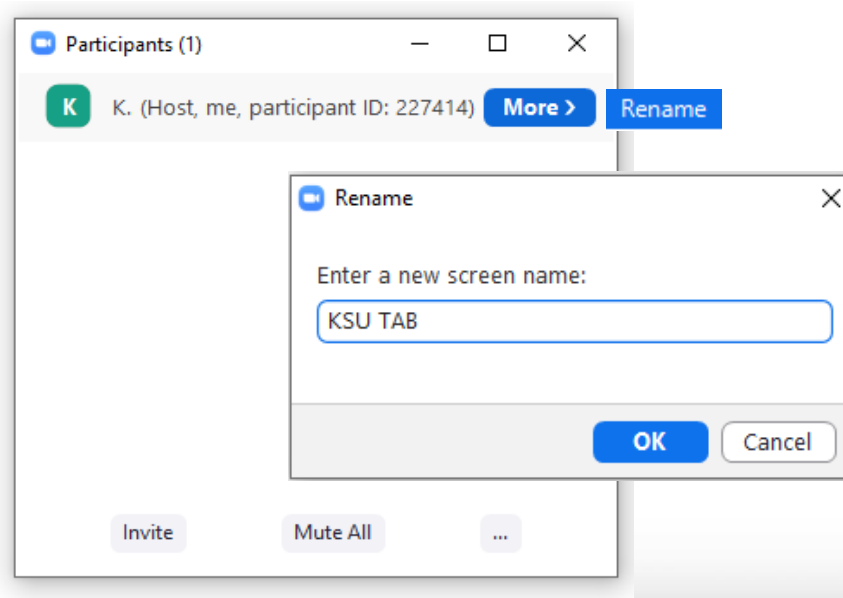 Participants (1)
K
K. (Host, me, participant ID: 227414)
More >
Rename
Rename
Enter a new screen name:
KSU TAB
OK
Cancel
Invite
Mute All
...